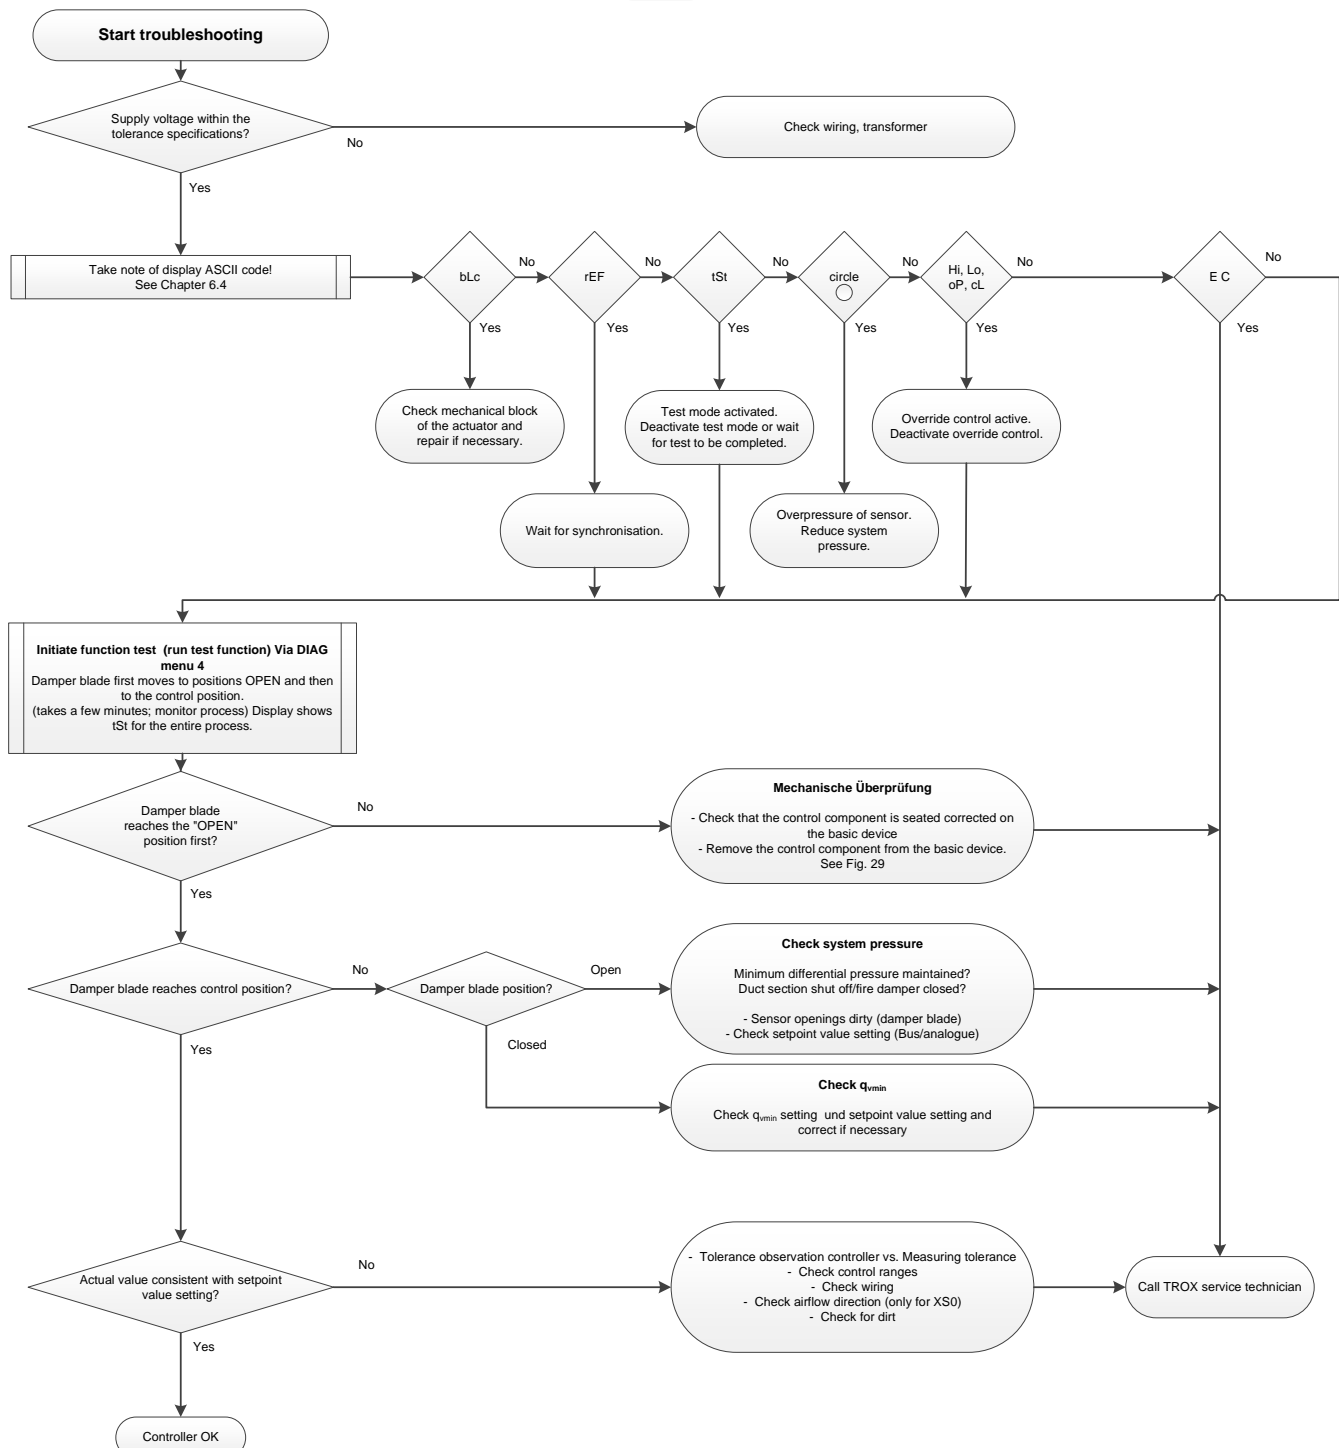 Start troubleshooting
Supply voltage within the
tolerance specifications?
No
Check wiring, transformer
Yes
Take note of display ASCII code!
See Chapter 6.4
bLc
No
rEF
No
tSt
No
circle
No
Hi, Lo,
oP, cL
No
E C
No
Yes
Yes
Yes
Yes
Yes
Yes
Check mechanical block
of the actuator and
repair if necessary.
Test mode activated.
Deactivate test mode or wait
for test to be completed.
Override control active.
Deactivate override control.
Wait for synchronisation.
Overpressure of sensor.
Reduce system
pressure.
Initiate function test  (run test function) Via DIAG
menu 4
Damper blade first moves to positions OPEN and then
to the control position.
(takes a few minutes; monitor process) Display shows
tSt for the entire process.
Damper blade
reaches the "OPEN"
position first?
No
Mechanische Überprüfung
- Check that the control component is seated corrected on
the basic device
- Remove the control component from the basic device.
See Fig. 29
Yes
Damper blade reaches control position?
No
Damper blade position?
Open
Check system pressure
Minimum differential pressure maintained?
Duct section shut off/fire damper closed?
- Sensor openings dirty (damper blade)
- Check setpoint value setting (Bus/analogue)
Yes
Closed
Check qvmin
Check qvmin setting  und setpoint value setting and
correct if necessary
Actual value consistent with setpoint
value setting?
No
-  Tolerance observation controller vs. Measuring tolerance
-  Check control ranges
-  Check wiring
-  Check airflow direction (only for XS0)
-  Check for dirt
Call TROX service technician
Yes
Controller OK